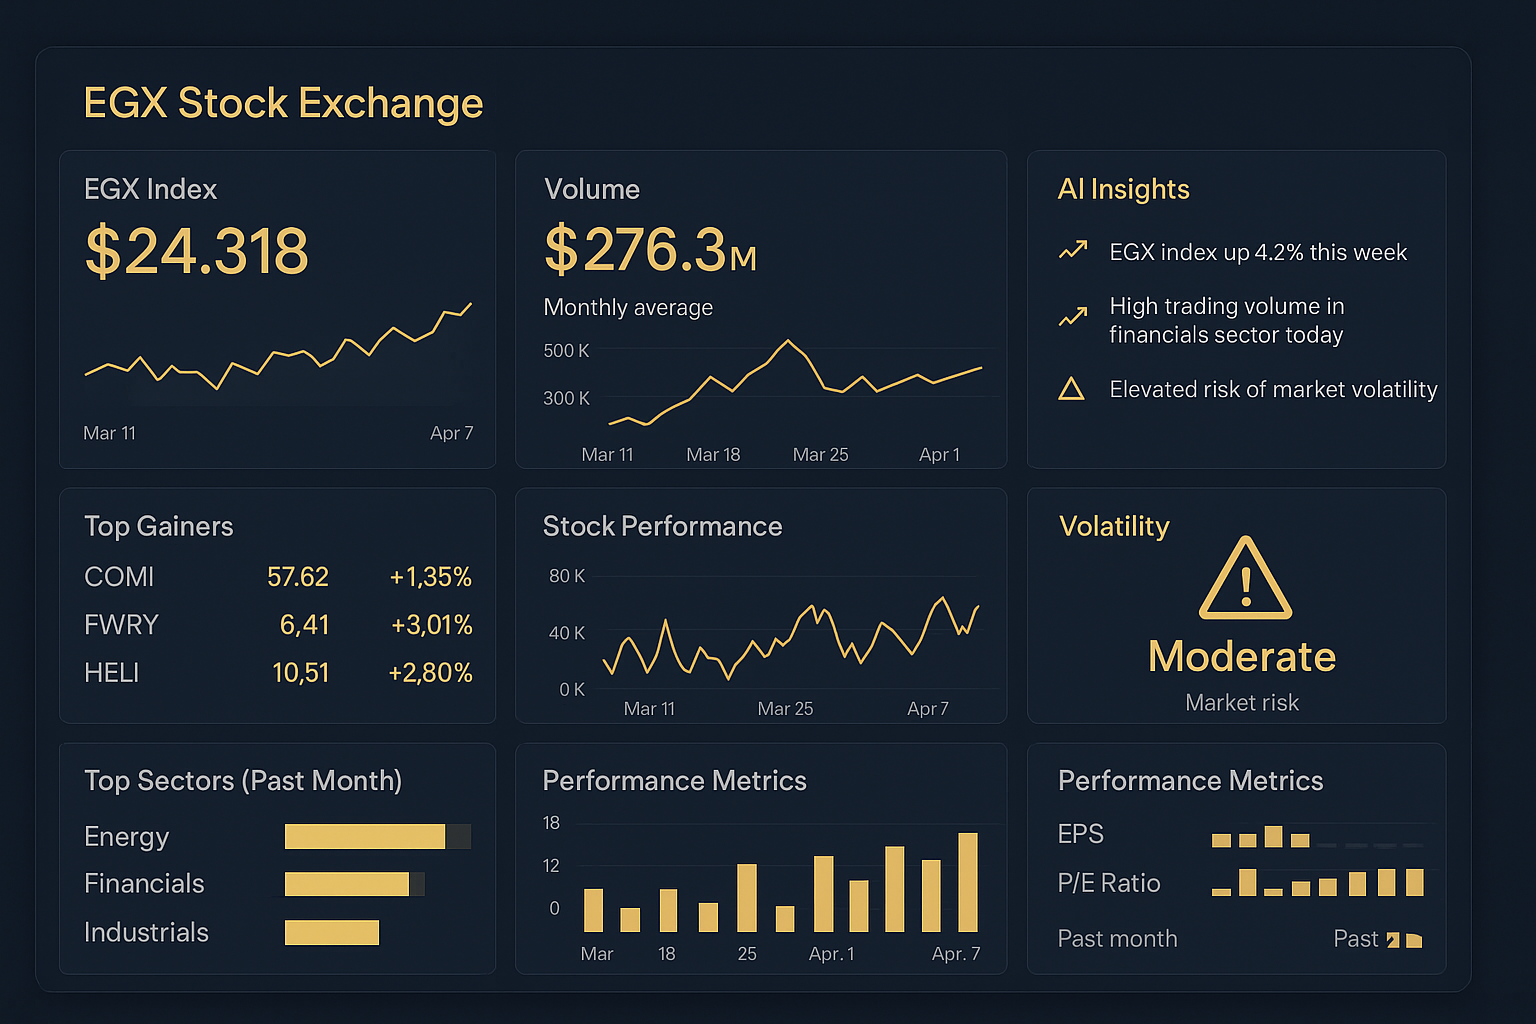 EGX Stock Exchange
EGX Index
$24.318
Mar 11
Apr 7
Volume
$276.3M
Monthly average
500 K
300 K
Mar 11
Mar 18
Mar 25
Apr 1
AI Insights
EGX index up 4.2% this week
High trading volume in
financials sector today
Elevated risk of market volatility
Top Gainers
COMI 57.62 +1,35%
FWRY 6,41 +3,01%
HELI 10,51 +2,80%
Stock Performance
80 K
40 K
0 K
Mar 11
Mar 25
Apr 7
Volatility
Moderate
Market risk
Top Sectors (Past Month)
Energy
Financials
Industrials
Performance Metrics
18
12
0
Mar
18
25
Apr. 1
Apr. 7
Performance Metrics
EPS
P/E Ratio
Past month
Past